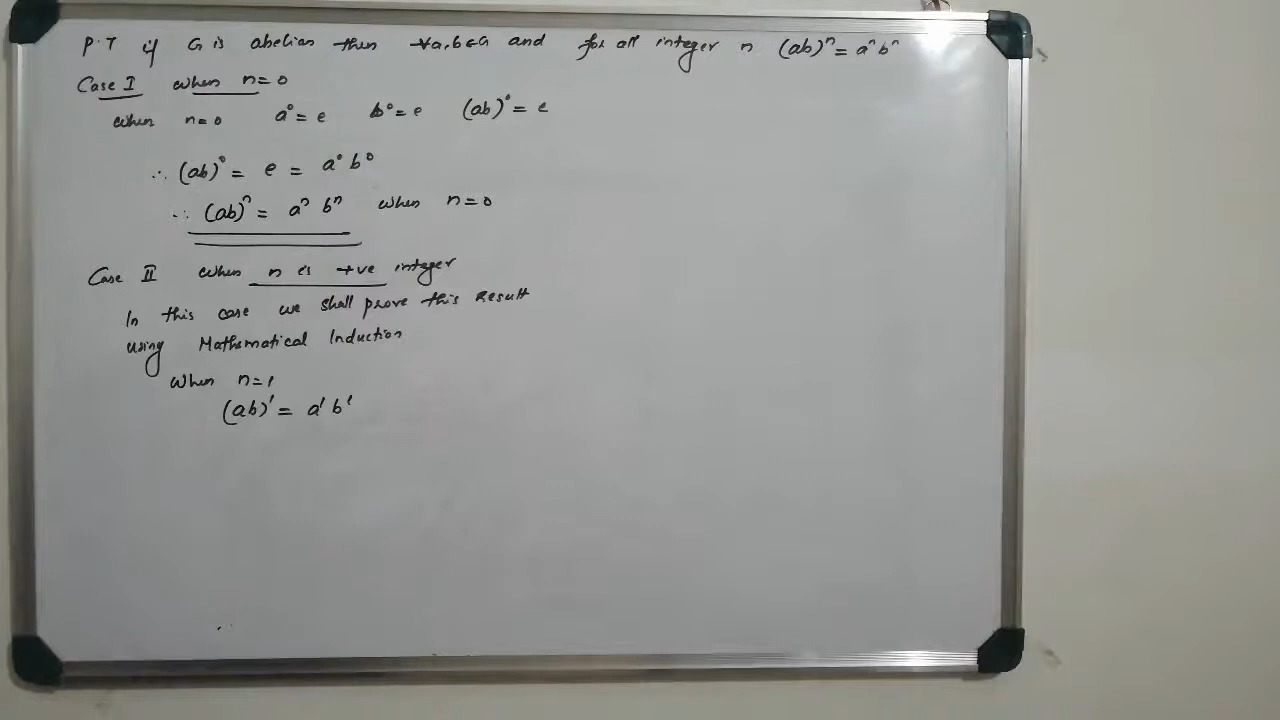 P.T if G is abelian then ∀a,b∈G and for all integer n (ab)ⁿ = aⁿbⁿ
Case I when n=0
when n=0 a⁰=e b⁰=e (ab)⁰=e
∴ (ab)⁰ = e = a⁰ b⁰
∴ (ab)ⁿ = aⁿ bⁿ when n=0
Case II when n is +ve integer
In this case we shall prove this result
using Mathematical Induction
when n=1
(ab)¹ = a¹ b¹